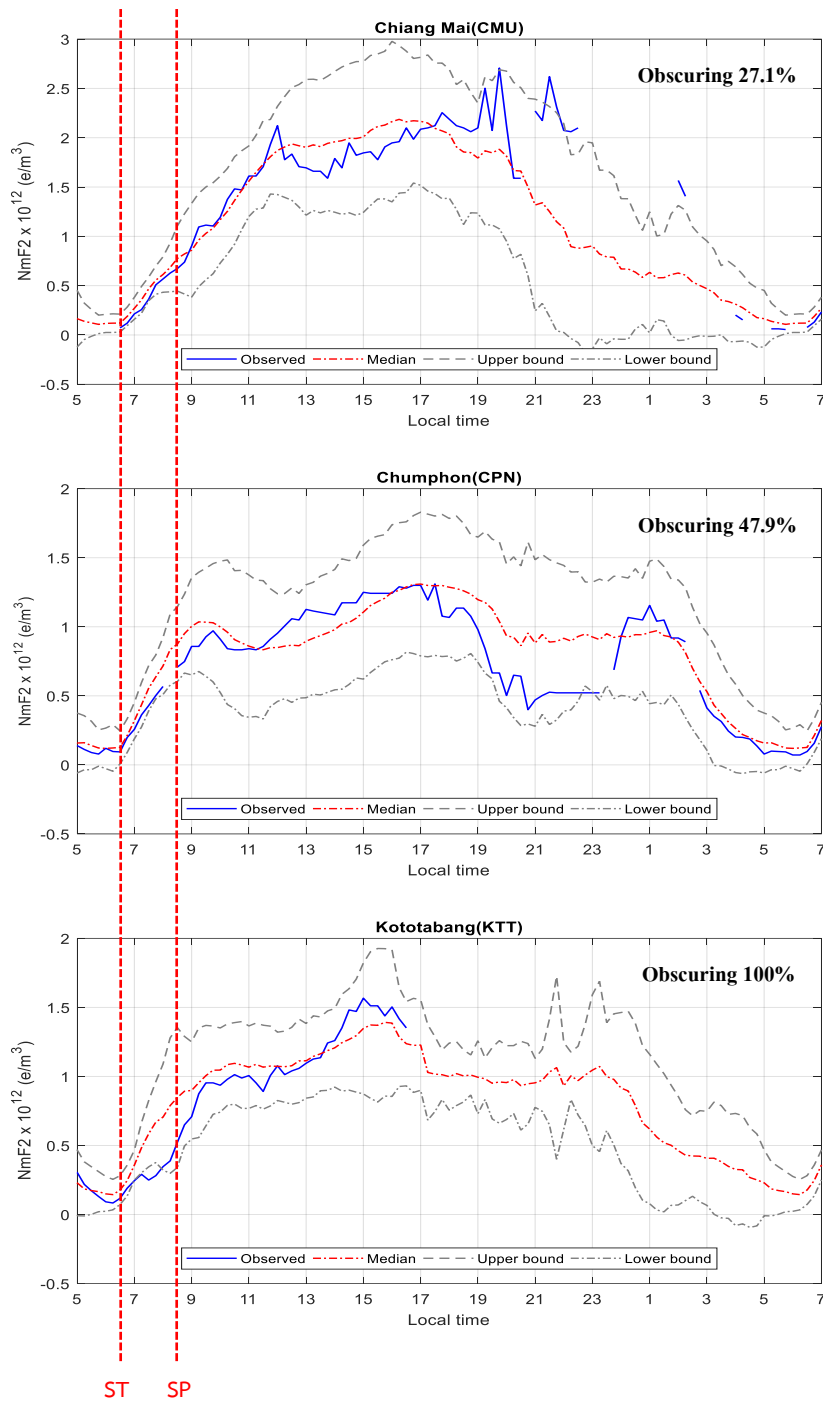 Chiang Mai(CMU)
Obscuring 27.1%
NmF2 x 10^12 (e/m^3)
3
2.5
2
1.5
1
0.5
0
-0.5
Observed Median Upper bound Lower bound
5 7 9 11 13 15 17 19 21 23 1 3 5 7
Local time
Chumphon(CPN)
Obscuring 47.9%
NmF2 x 10^12 (e/m^3)
2
1.5
1
0.5
0
-0.5
Observed Median Upper bound Lower bound
5 7 9 11 13 15 17 19 21 23 1 3 5 7
Local time
Kototabang(KTT)
Obscuring 100%
NmF2 x 10^12 (e/m^3)
2
1.5
1
0.5
0
-0.5
Observed Median Upper bound Lower bound
5 7 9 11 13 15 17 19 21 23 1 3 5 7
Local time
ST SP